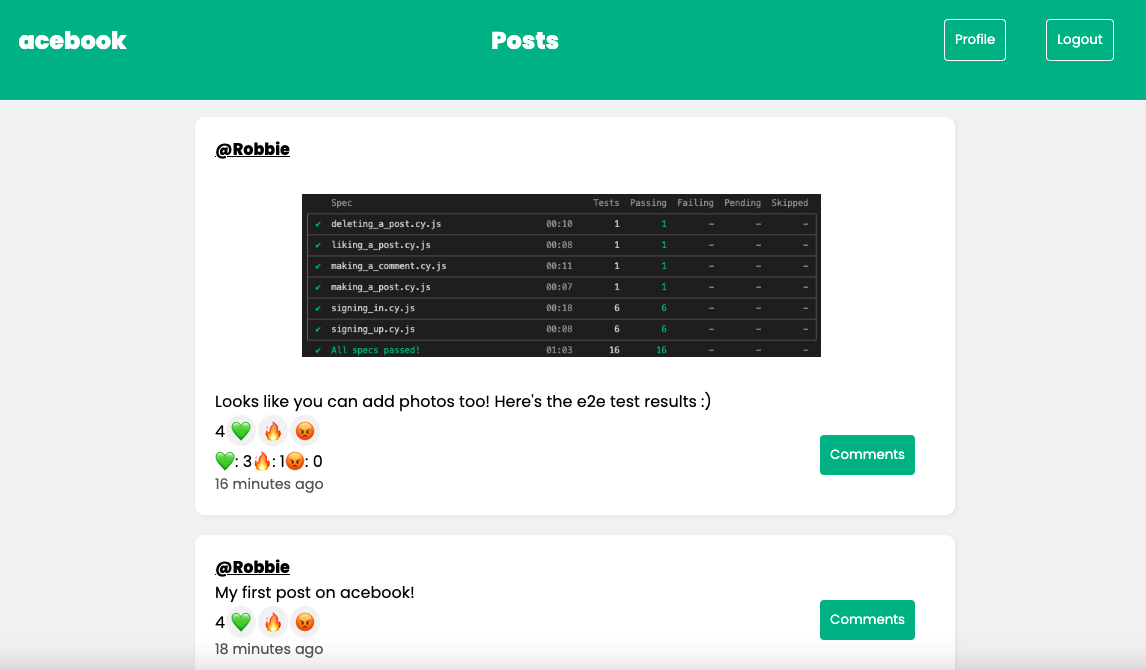 acebook
Posts
Profile
Logout
@Robbie
Spec Tests Passing Failing Pending Skipped
✔ deleting_a_post.cy.js 00:10 1 1 – – –
✔ liking_a_post.cy.js 00:08 1 1 – – –
✔ making_a_comment.cy.js 00:11 1 1 – – –
✔ making_a_post.cy.js 00:07 1 1 – – –
✔ signing_in.cy.js 00:18 6 6 – – –
✔ signing_up.cy.js 00:08 6 6 – – –
✔ All specs passed! 01:03 16 16 – – –
Looks like you can add photos too! Here's the e2e test results :)
4 💚 🔥 😡
💚: 3🔥: 1😡: 0
Comments
16 minutes ago
@Robbie
My first post on acebook!
4 💚 🔥 😡
Comments
18 minutes ago